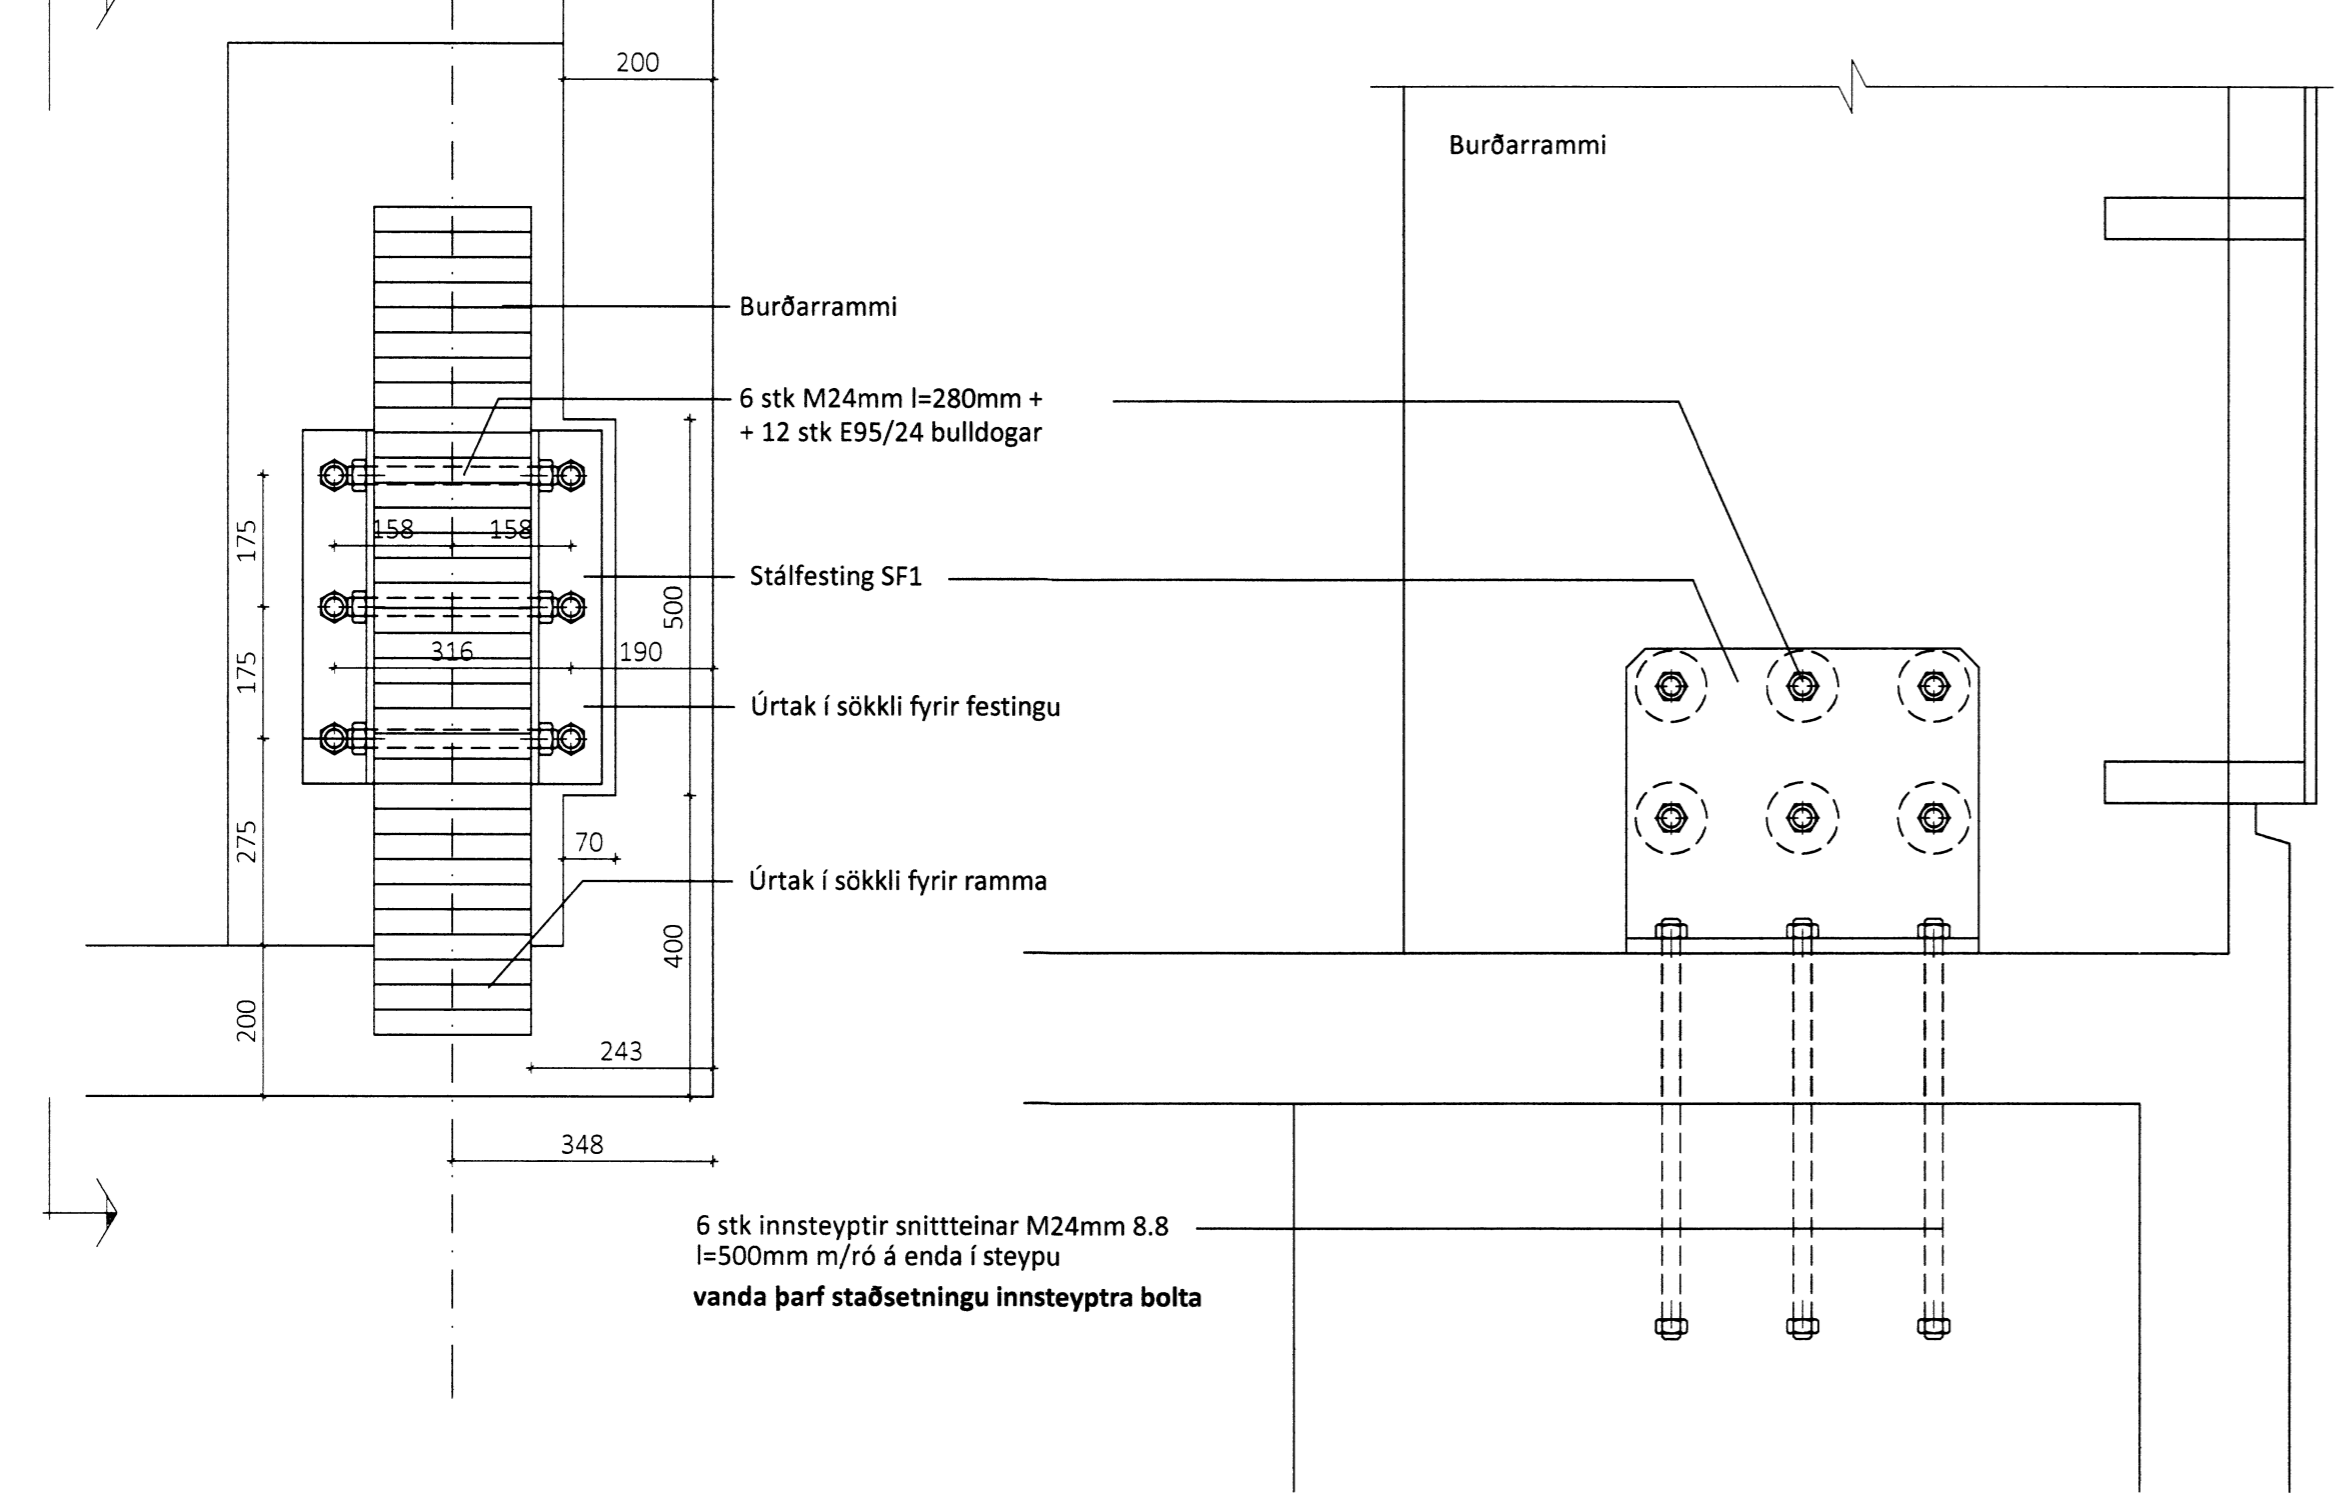 200
Burðarrammi
Burðarrammi
6 stk M24mm l=280mm +
+ 12 stk E95/24 bulldogar
175
158
158
Stálfesting SF1
500
175
316
190
Úrtak í sökkli fyrir festingu
275
70
Úrtak í sökkli fyrir ramma
400
200
243
348
6 stk innsteyptir snittteinar M24mm 8.8
l=500mm m/ró á enda í steypu
vanda þarf staðsetningu innsteyptra bolta